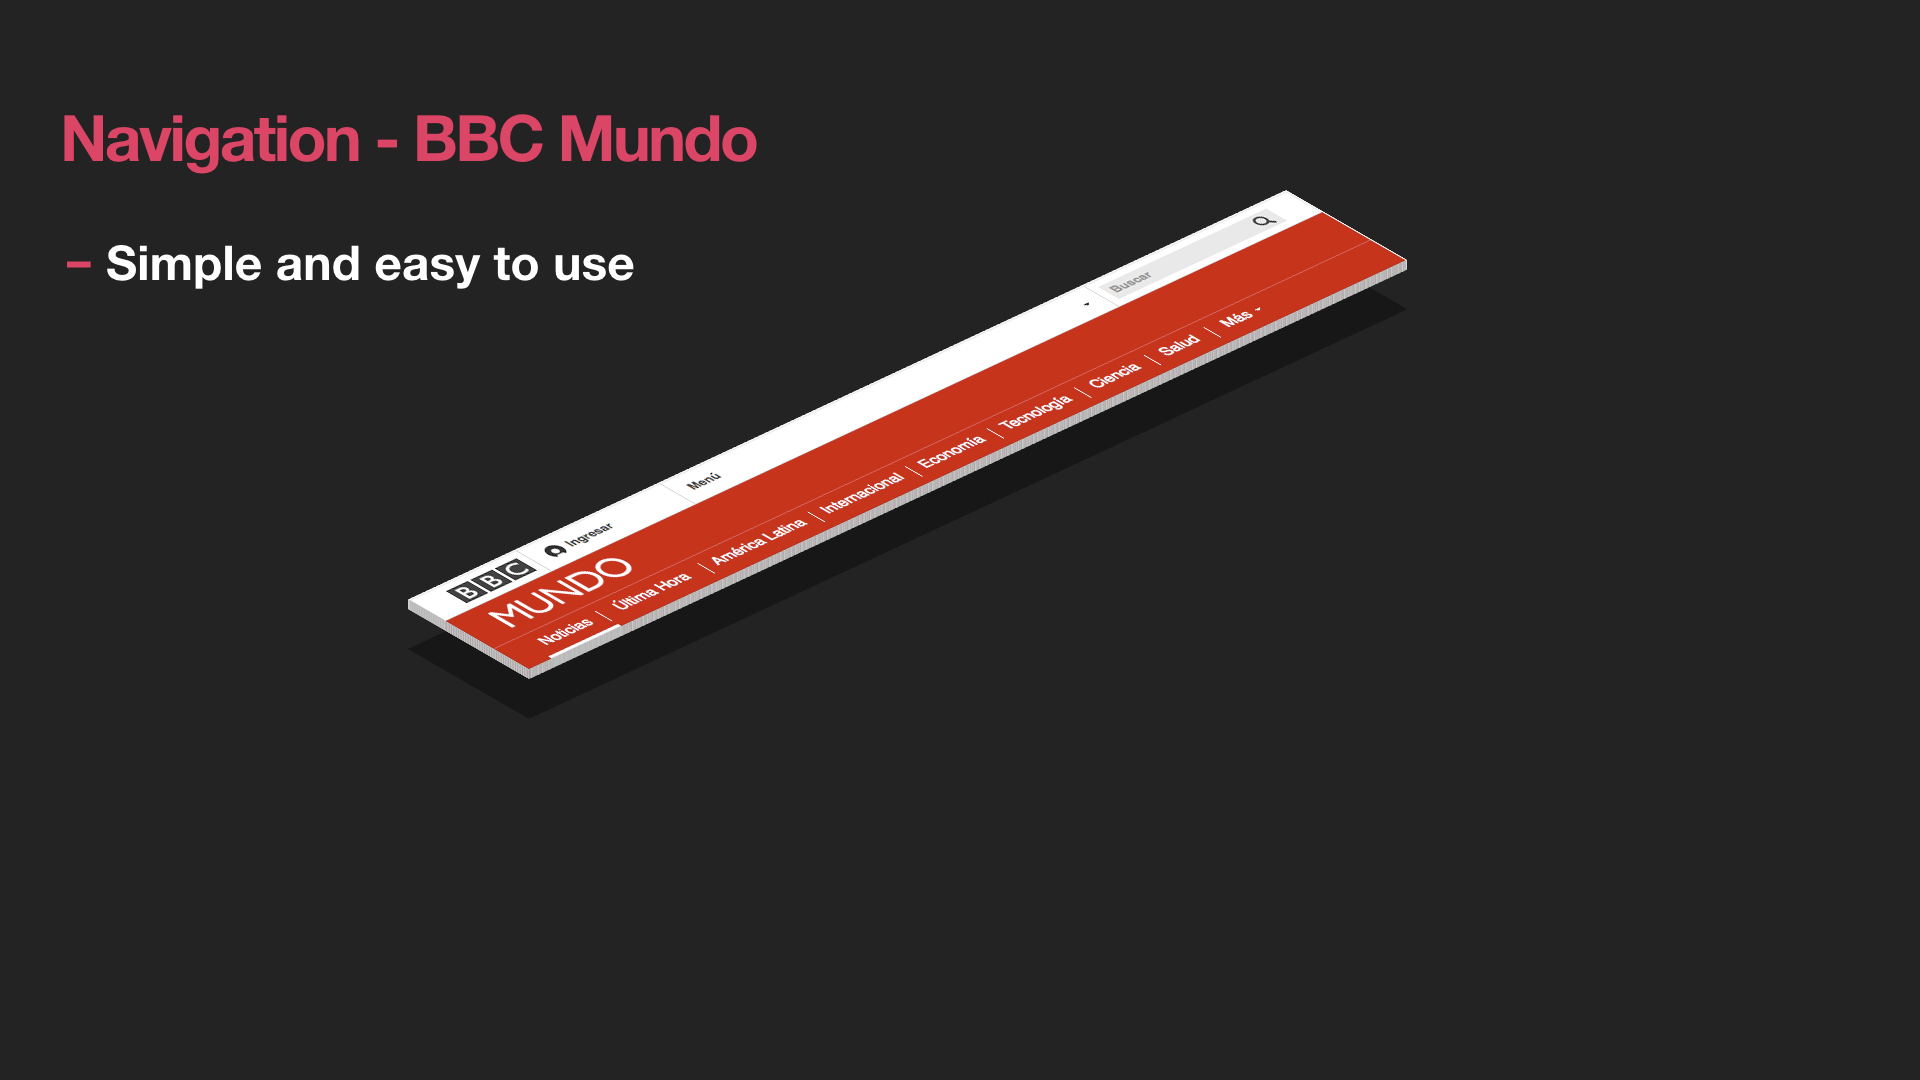 Navigation - BBC Mundo
– Simple and easy to use
BBC Ingresar Menú Buscar
MUNDO
Noticias Última Hora América Latina Internacional Economía Tecnología Ciencia Salud Más